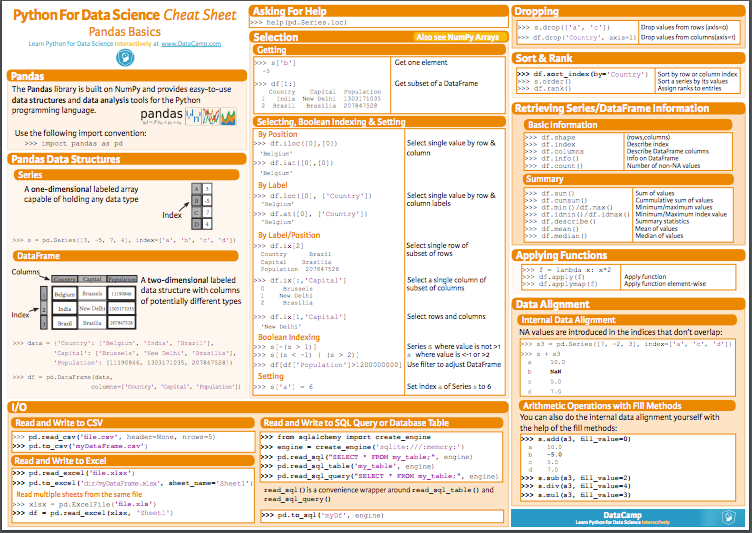 Python For Data Science Cheat Sheet
Pandas Basics
Learn Python for Data Science Interactively at www.DataCamp.com
Pandas
The Pandas library is built on NumPy and provides easy-to-use
data structures and data analysis tools for the Python
programming language.
pandas
Use the following import convention:
>>> import pandas as pd
Pandas Data Structures
Series
A one-dimensional labeled array
capable of holding any data type
Index
A 3
B -5
C 7
D 4
>>> s = pd.Series([3, -5, 7, 4], index=['a', 'b', 'c', 'd'])
DataFrame
Columns
Country Capital Population
Index
1 Belgium Brussels 11190846
2 India New Delhi 1303171035
3 Brazil Brasilia 207847528
A two-dimensional labeled
data structure with columns
of potentially different types
>>> data = {'Country': ['Belgium', 'India', 'Brazil'],
'Capital': ['Brussels', 'New Delhi', 'Brasília'],
'Population': [11190846, 1303171035, 207847528]}
>>> df = pd.DataFrame(data,
columns=['Country', 'Capital', 'Population'])
Asking For Help
>>> help(pd.Series.loc)
Selection
Also see NumPy Arrays
Getting
>>> s['b']
-5
Get one element
>>> df[1:]
Country Capital Population
1 India New Delhi 1303171035
2 Brazil Brasília 207847528
Get subset of a DataFrame
Selecting, Boolean Indexing & Setting
By Position
>>> df.iloc([0],[0])
'Belgium'
>>> df.iat([0],[0])
'Belgium'
Select single value by row &
column
By Label
>>> df.loc([0], ['Country'])
'Belgium'
>>> df.at([0], ['Country'])
'Belgium'
Select single value by row &
column labels
By Label/Position
>>> df.ix[2]
Country Brazil
Capital Brasília
Population 207847528
Select single row of
subset of rows
>>> df.ix[:,'Capital']
0 Brussels
1 New Delhi
2 Brasília
Select a single column of
subset of columns
>>> df.ix[1,'Capital']
'New Delhi'
Select rows and columns
Boolean Indexing
>>> s[~(s > 1)]
Series s where value is not >1
>>> s[(s < -1) | (s > 2)]
s where value is <-1 or >2
>>> df[df['Population']>1200000000]
Use filter to adjust DataFrame
Setting
>>> s['a'] = 6
Set index a of Series s to 6
Dropping
>>> s.drop(['a', 'c'])
Drop values from rows (axis=0)
>>> df.drop('Country', axis=1)
Drop values from columns(axis=1)
Sort & Rank
>>> df.sort_index(by='Country')
Sort by row or column index
>>> s.order()
Sort a series by its values
>>> df.rank()
Assign ranks to entries
Retrieving Series/DataFrame Information
Basic Information
>>> df.shape
(rows,columns)
>>> df.index
Describe index
>>> df.columns
Describe DataFrame columns
>>> df.info()
Info on DataFrame
>>> df.count()
Number of non-NA values
Summary
>>> df.sum()
Sum of values
>>> df.cumsum()
Cummulative sum of values
>>> df.min()/df.max()
Minimum/maximum values
>>> df.idmin()/df.idmax()
Minimum/Maximum index value
>>> df.describe()
Summary statistics
>>> df.mean()
Mean of values
>>> df.median()
Median of values
Applying Functions
>>> f = lambda x: x*2
>>> df.apply(f)
Apply function
>>> df.applymap(f)
Apply function element-wise
Data Alignment
Internal Data Alignment
NA values are introduced in the indices that don't overlap:
>>> s3 = pd.Series([7, -2, 3], index=['a', 'c', 'd'])
>>> s + s3
a 10.0
b NaN
c 5.0
d 7.0
Arithmetic Operations with Fill Methods
You can also do the internal data alignment yourself with
the help of the fill methods:
>>> s.add(s3, fill_value=0)
a 10.0
b -5.0
c 5.0
d 7.0
>>> s.sub(s3, fill_value=2)
>>> s.div(s3, fill_value=4)
>>> s.mul(s3, fill_value=3)
I/O
Read and Write to CSV
>>> pd.read_csv('file.csv', header=None, nrows=5)
>>> pd.to_csv('myDataFrame.csv')
Read and Write to Excel
>>> pd.read_excel('file.xlsx')
>>> pd.to_excel('dir/myDataFrame.xlsx', sheet_name='Sheet1')
Read multiple sheets from the same file
>>> xlsx = pd.ExcelFile('file.xls')
>>> df = pd.read_excel(xlsx, 'Sheet1')
Read and Write to SQL Query or Database Table
>>> from sqlalchemy import create_engine
>>> engine = create_engine('sqlite:///:memory:')
>>> pd.read_sql("SELECT * FROM my_table;", engine)
>>> pd.read_sql_table('my_table', engine)
>>> pd.read_sql_query("SELECT * FROM my_table;", engine)
read_sql() is a convenience wrapper around read_sql_table() and
read_sql_query()
>>> pd.to_sql('myDf', engine)
DataCamp
Learn Python for Data Science Interactively